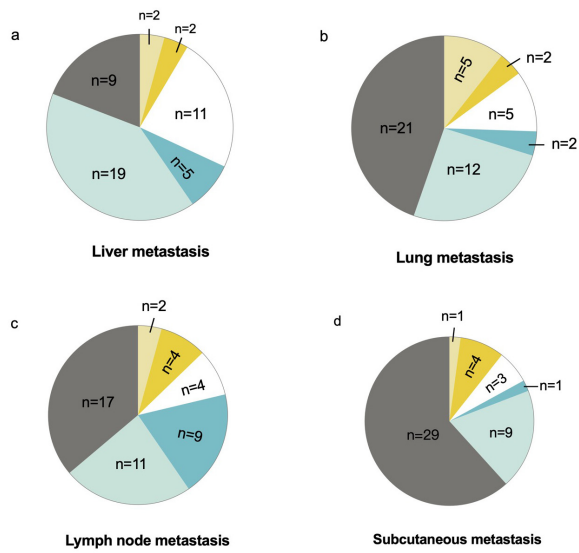 a
n=2
n=2
n=11
n=5
n=19
n=9
Liver metastasis
b
n=5
n=2
n=5
n=2
n=12
n=21
Lung metastasis
c
n=2
n=4
n=4
n=9
n=11
n=17
Lymph node metastasis
d
n=1
n=4
n=3
n=1
n=9
n=29
Subcutaneous metastasis